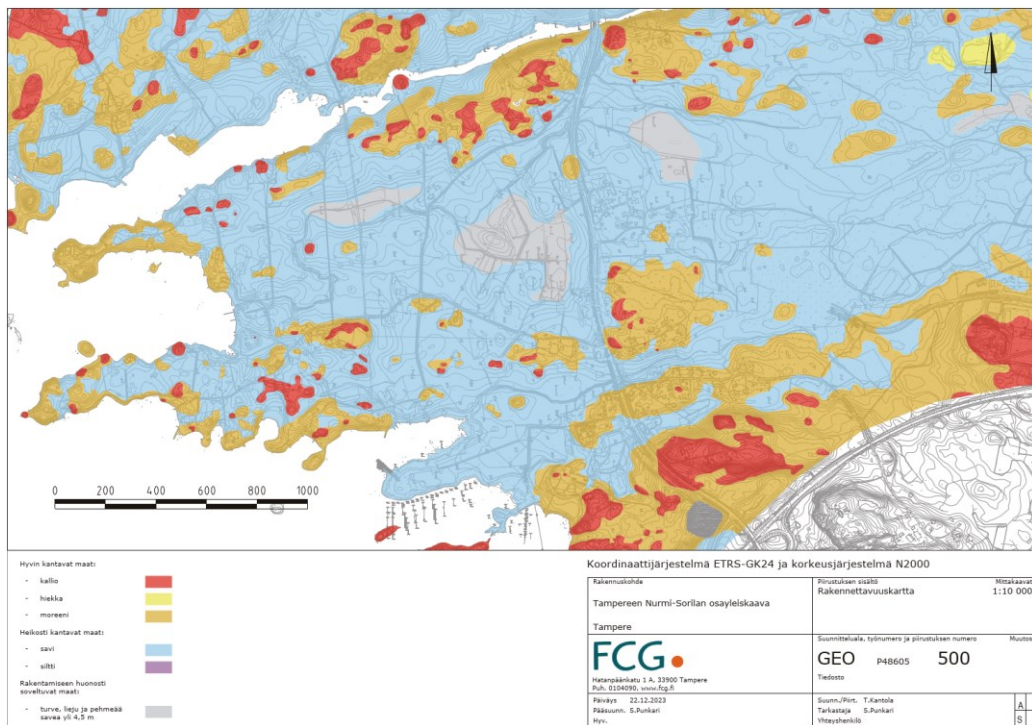 0 200 400 600 800 1000
Hyvin kantavat maat:
- kallio
- hiekka
- moreeni
Heikosti kantavat maat:
- savi
- siltti
Rakentamiseen huonosti
soveltuvat maat:
- turve, lieju ja pehmeää
savea yli 4,5 m
Koordinaattijärjestelmä ETRS-GK24 ja korkeusjärjestelmä N2000
Rakennuskohde
Tampereen Nurmi-Sorilan osayleiskaava
Tampere
Piirustuksen sisältö
Mittakaavat
Rakennettavuuskartta
1:10 000
FCG
Hatanpäänkatu 1 A, 33900 Tampere
Puh. 0104090, www.fcg.fi
Suunnitteluala, työnumero ja piirustuksen numero
Muutos
GEO P48605 500
Tiedosto
Päiväys 22.12.2023
Pääsuunn. S.Punkari
Hyv.
Suunn./Piirt. T.Kantola
Tarkastaja S.Punkari
Yhteyshenkilö
A
S